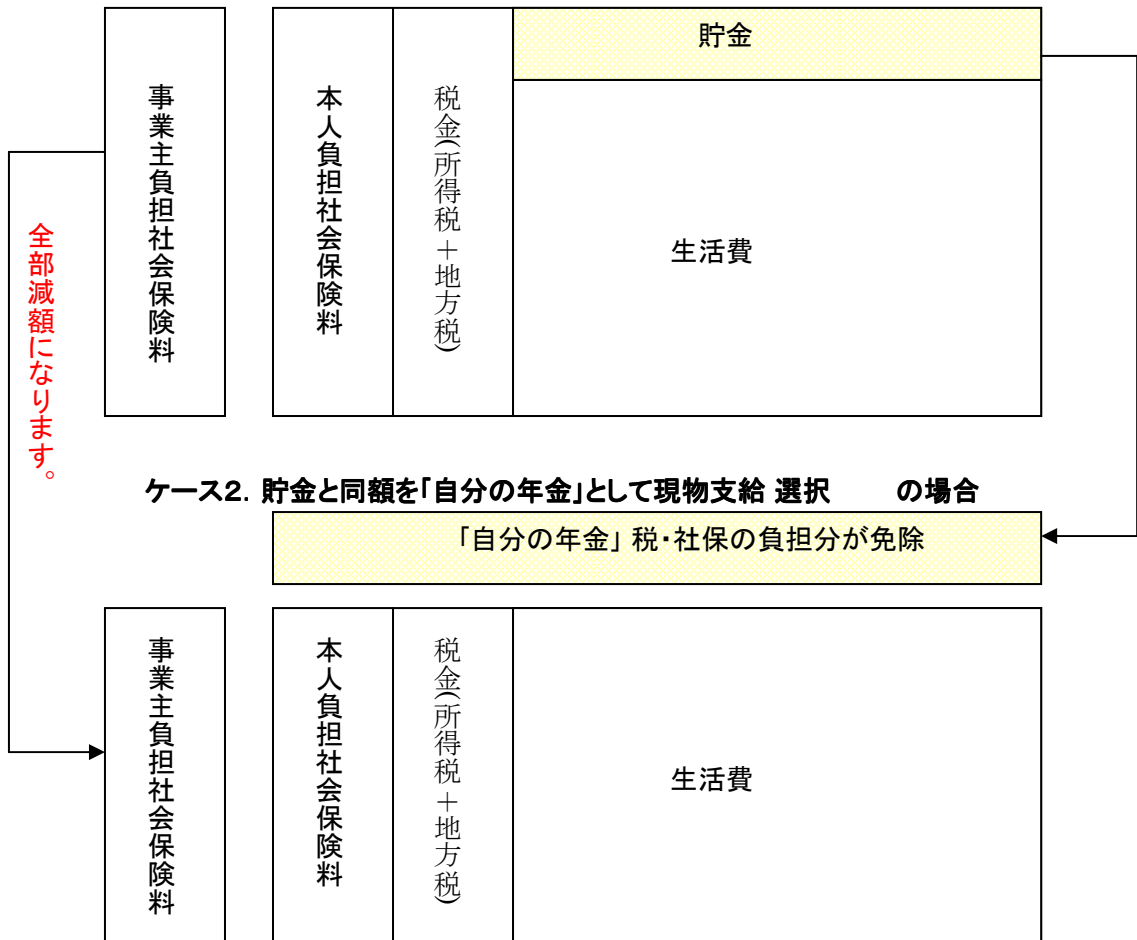 貯金
事業主負担社会保険料
本人負担社会保険料
税金(所得税+地方税)
生活費
全部減額になります。
ケース2. 貯金と同額を「自分の年金」として現物支給 選択 の場合
「自分の年金」 税・社保の負担分が免除
事業主負担社会保険料
本人負担社会保険料
税金(所得税+地方税)
生活費